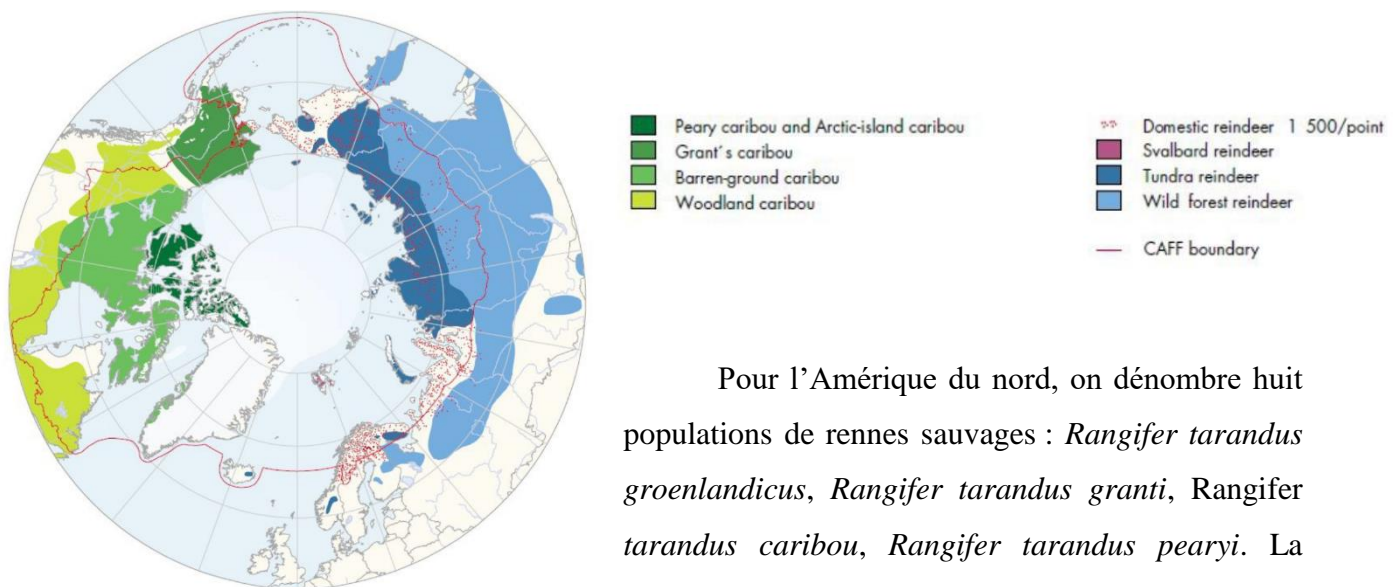 Peary caribou and Arctic-island caribou
Grant´s caribou
Barren-ground caribou
Woodland caribou
Domestic reindeer 1 500/point
Svalbard reindeer
Tundra reindeer
Wild forest reindeer
CAFF boundary
Pour l’Amérique du nord, on dénombre huit
populations de rennes sauvages : Rangifer tarandus
groenlandicus, Rangifer tarandus granti, Rangifer
tarandus caribou, Rangifer tarandus pearyi. La